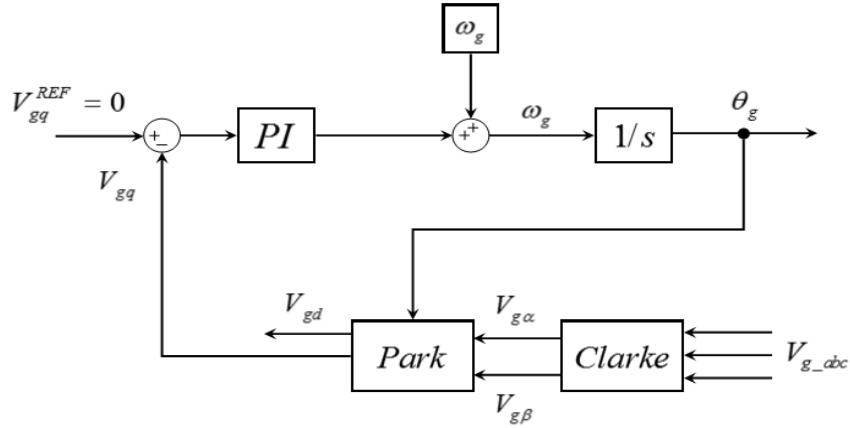 ω_g
V_gq^REF = 0
+
−
PI
+
+
ω_g
1/s
θ_g
V_gq
V_gd
Park
V_gα
V_gβ
Clarke
V_g_abc